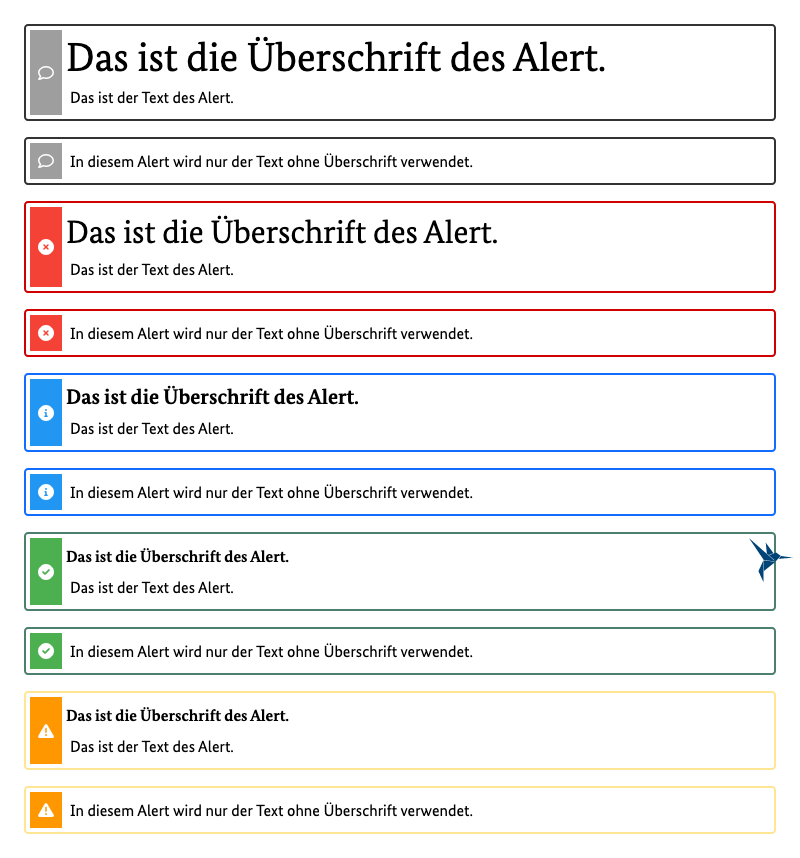 Das ist die Überschrift des Alert.
Das ist der Text des Alert.
In diesem Alert wird nur der Text ohne Überschrift verwendet.
Das ist die Überschrift des Alert.
Das ist der Text des Alert.
In diesem Alert wird nur der Text ohne Überschrift verwendet.
Das ist die Überschrift des Alert.
Das ist der Text des Alert.
In diesem Alert wird nur der Text ohne Überschrift verwendet.
Das ist die Überschrift des Alert.
Das ist der Text des Alert.
In diesem Alert wird nur der Text ohne Überschrift verwendet.
Das ist die Überschrift des Alert.
Das ist der Text des Alert.
In diesem Alert wird nur der Text ohne Überschrift verwendet.